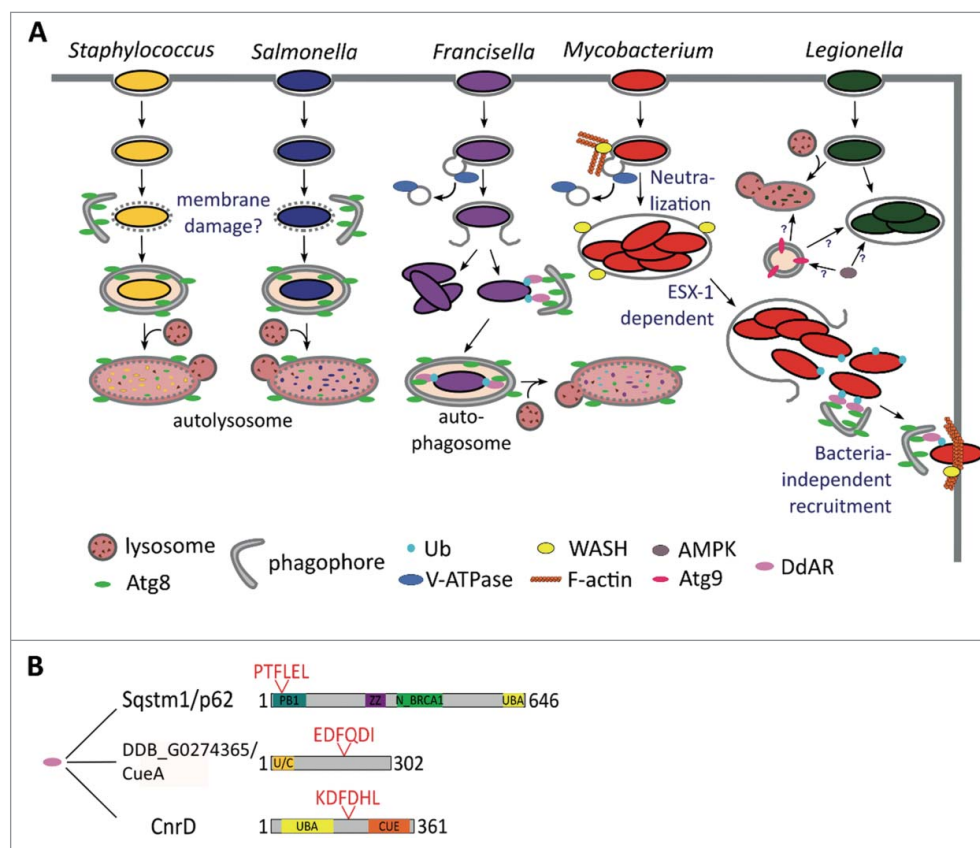 A
Staphylococcus Salmonella Francisella Mycobacterium Legionella
membrane
damage?
Neutra-
lization
ESX-1
dependent
? ? ? ?
autolysosome
auto-
phagosome
Bacteria-
independent
recruitment
lysosome
Atg8
phagophore
Ub
V-ATPase
WASH
F-actin
AMPK
Atg9
DdAR
B
PTFLEL
Sqstm1/p62 1 PB1 ZZ N_BRCA1 UBA 646
EDFQDI
DDB_G0274365/
CueA
1 U/C 302
KDFDHL
CnrD 1 UBA CUE 361